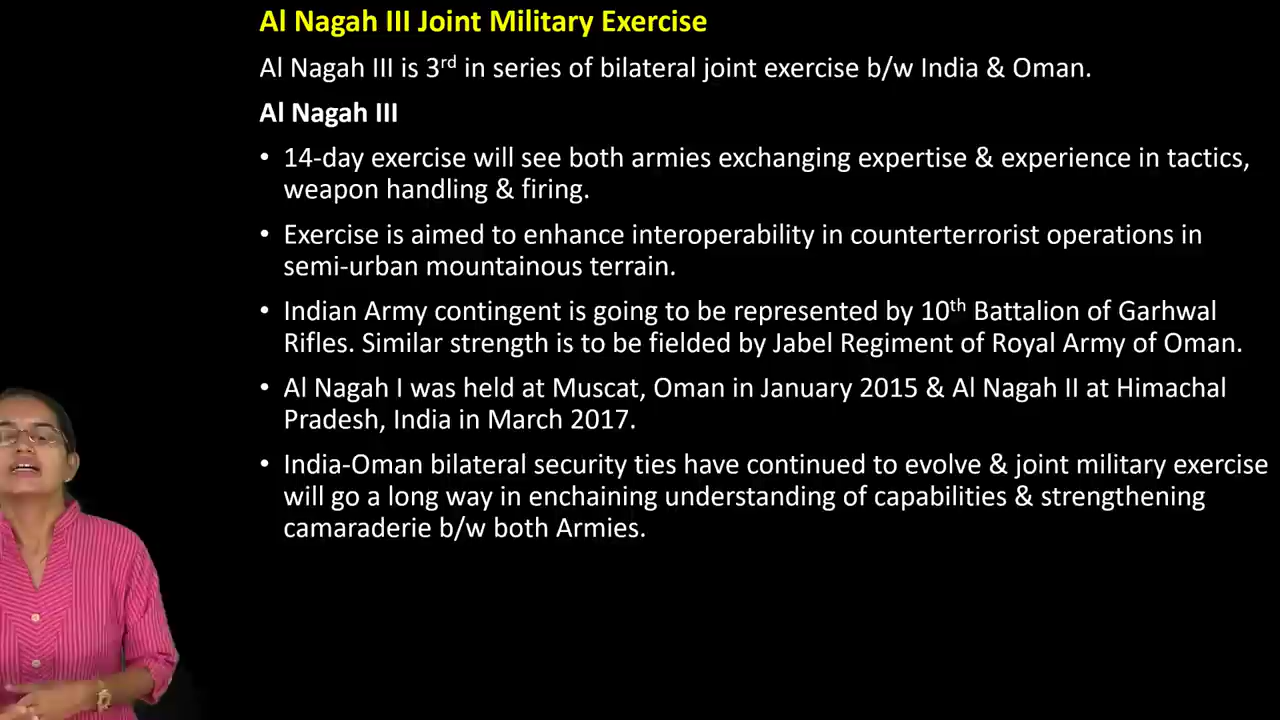 Al Nagah III Joint Military Exercise
Al Nagah III is 3rd in series of bilateral joint exercise b/w India & Oman.
Al Nagah III
• 14-day exercise will see both armies exchanging expertise & experience in tactics,
weapon handling & firing.
• Exercise is aimed to enhance interoperability in counterterrorist operations in
semi-urban mountainous terrain.
• Indian Army contingent is going to be represented by 10th Battalion of Garhwal
Rifles. Similar strength is to be fielded by Jabel Regiment of Royal Army of Oman.
• Al Nagah I was held at Muscat, Oman in January 2015 & Al Nagah II at Himachal
Pradesh, India in March 2017.
• India-Oman bilateral security ties have continued to evolve & joint military exercise
will go a long way in enchaining understanding of capabilities & strengthening
camaraderie b/w both Armies.